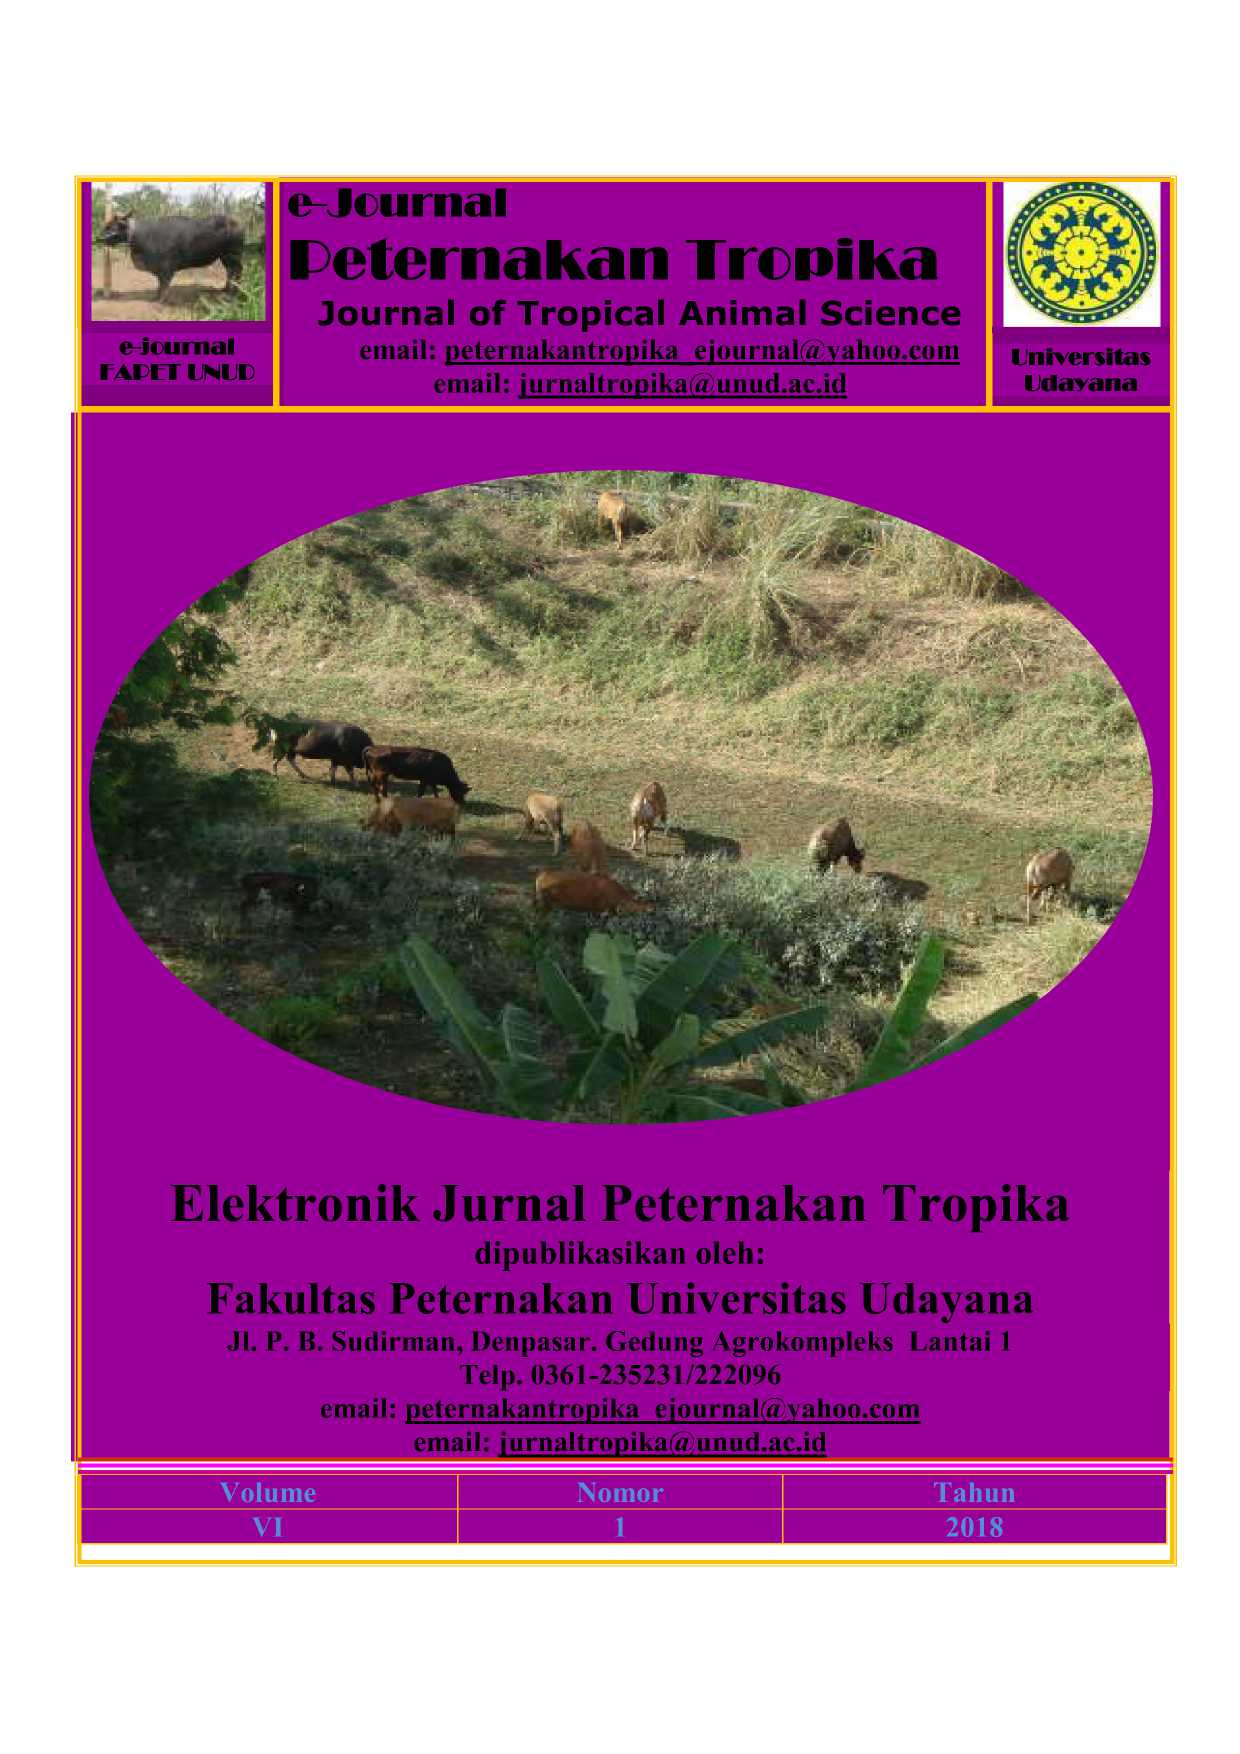 e-journal
FAPET UNUD
e-Journal
Peternakan Tropika
Journal of Tropical Animal Science
email: peternakantropika_ejournal@yahoo.com
email: jurnaltropika@unud.ac.id
Universitas
Udayana
Elektronik Jurnal Peternakan Tropika
dipublikasikan oleh:
Fakultas Peternakan Universitas Udayana
Jl. P. B. Sudirman, Denpasar. Gedung Agrokompleks Lantai 1
Telp. 0361-235231/222096
email: peternakantropika_ejournal@yahoo.com
email: jurnaltropika@unud.ac.id
Volume Nomor Tahun
VI 1 2018